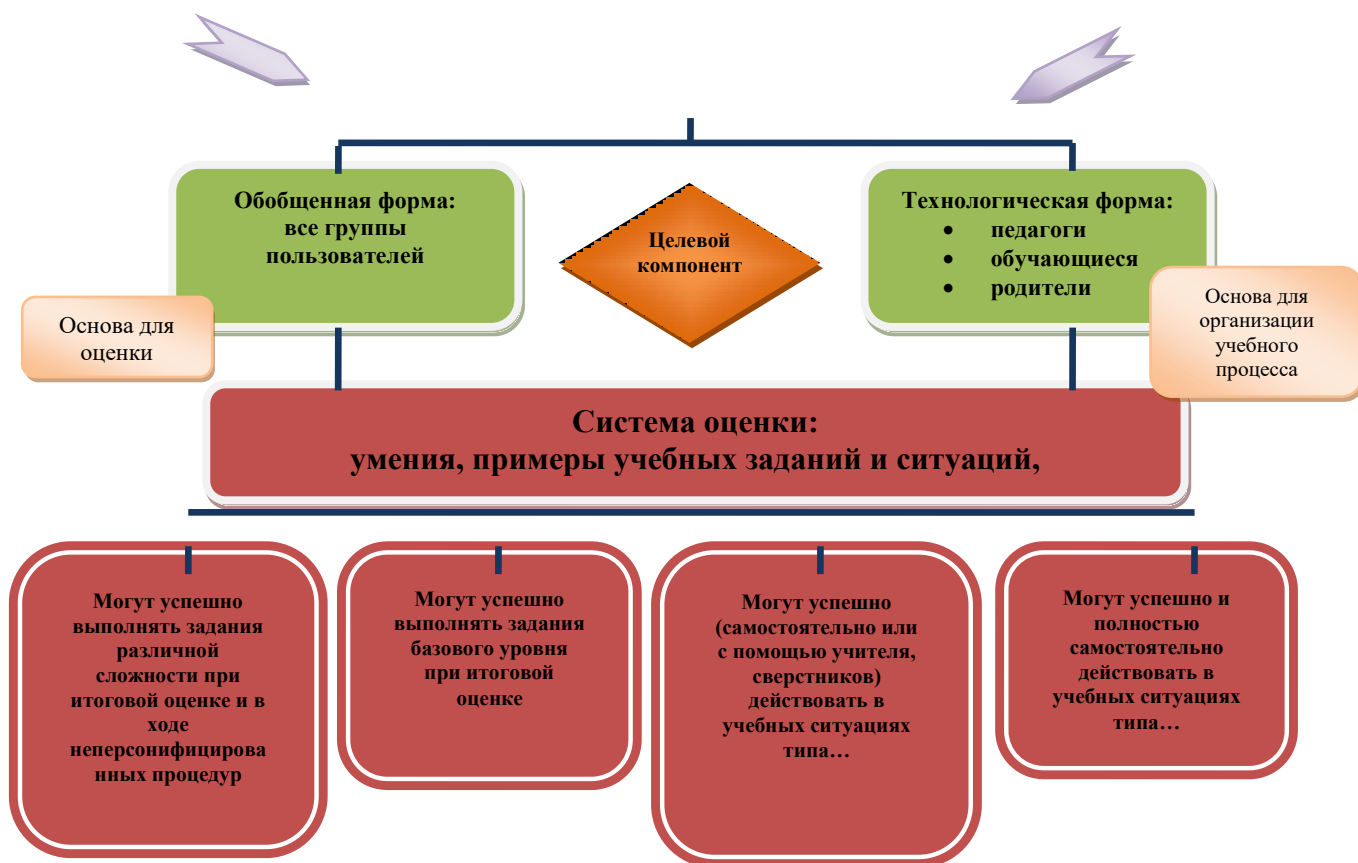 Обобщенная форма:
все группы
пользователей
Целевой
компонент
Технологическая форма:
• педагоги
• обучающиеся
• родители
Основа для
оценки
Основа для
организации
учебного
процесса
Система оценки:
умения, примеры учебных заданий и ситуаций,
Могут успешно
выполнять задания
различной
сложности при
итоговой оценке и в
ходе
неперсонифицирова
нных процедур
Могут успешно
выполнять задания
базового уровня
при итоговой
оценке
Могут успешно
(самостоятельно или
с помощью учителя,
сверстников)
действовать в
учебных ситуациях
типа…
Могут успешно и
полностью
самостоятельно
действовать в
учебных ситуациях
типа…